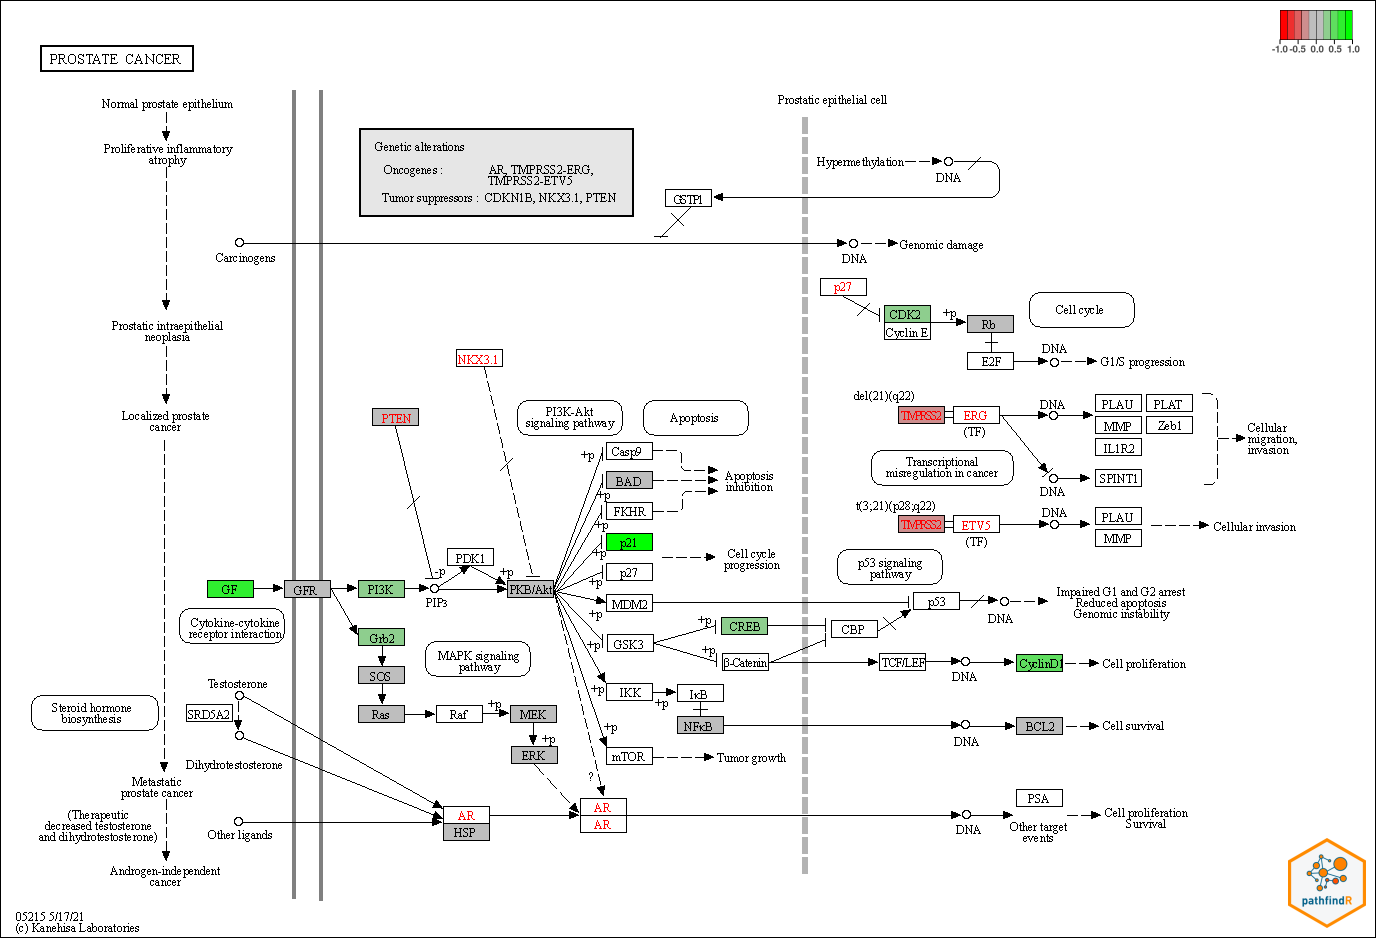 PROSTATE CANCER
-1.0 -0.5 0.0 0.5 1.0
Normal prostate epithelium
Proliferative inflammatory
atrophy
Prostatic intraepithelial
neoplasia
Localized prostate
cancer
Metastatic
prostate cancer
(Therapeutic
decreased testosterone
and dihydrotestosterone)
Androgen-independent
cancer
Genetic alterations
Oncogenes : AR, TMPRSS2-ERG,
TMPRSS2-ETV5
Tumor suppressors : CDKN1B, NKX3.1, PTEN
Prostatic epithelial cell
Hypermethylation
DNA
GSTP1
Carcinogens
DNA
Genomic damage
p27
CDK2
Cyclin E
+p
Rb
E2F
Cell cycle
DNA
G1/S progression
NKX3.1
PTEN
PI3K-Akt
signaling pathway
Apoptosis
del(21)(q22)
TMPRSS2
ERG
(TF)
DNA
PLAU
PLAT
MMP
Zeb1
IL1R2
SPINT1
DNA
Cellular
migration,
invasion
Transcriptional
misregulation in cancer
t(3;21)(p28;q22)
TMPRSS2
ETV5
(TF)
DNA
PLAU
MMP
Cellular invasion
+p
Casp9
BAD
+p
FKHR
+p
p21
+p
p27
+p
MDM2
+p
GSK3
+p
IKK
+p
mTOR
+p
Apoptosis
inhibition
Cell cycle
progression
p53 signaling
pathway
p53
DNA
Impaired G1 and G2 arrest
Reduced apoptosis
Genomic instability
GF
GFR
PI3K
PIP3
-p
PDK1
+p
PKB/Akt
Cytokine-cytokine
receptor interaction
Grb2
SOS
Ras
Raf
+p
MEK
+p
ERK
MAPK signaling
pathway
+p
CREB
CBP
+p
β-Catenin
TCF/LEF
DNA
CyclinD1
Cell proliferation
IκB
NFκB
DNA
BCL2
Cell survival
Tumor growth
Steroid hormone
biosynthesis
Testosterone
SRD5A2
Dihydrotestosterone
Other ligands
AR
HSP
?
AR
AR
DNA
PSA
Other target
events
Cell proliferation
Survival
05215 5/17/21
(c) Kanehisa Laboratories
pathfindR